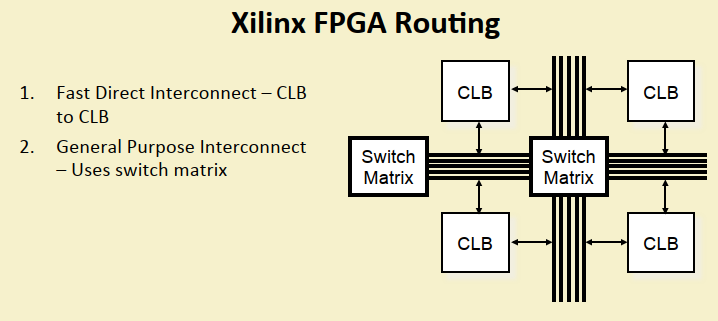 Xilinx FPGA Routing
1. Fast Direct Interconnect – CLB
to CLB
2. General Purpose Interconnect
– Uses switch matrix
CLB
CLB
Switch
Matrix
Switch
Matrix
CLB
CLB